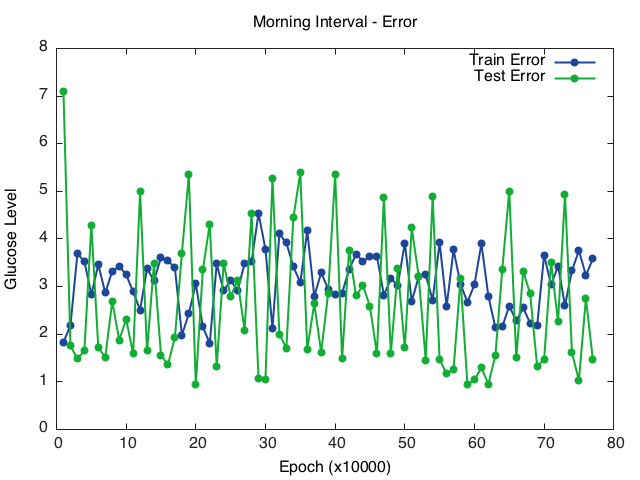 Morning Interval - Error
Train Error
Test Error
8
7
6
5
4
3
2
1
0
Glucose Level
0 10 20 30 40 50 60 70 80
Epoch (x10000)